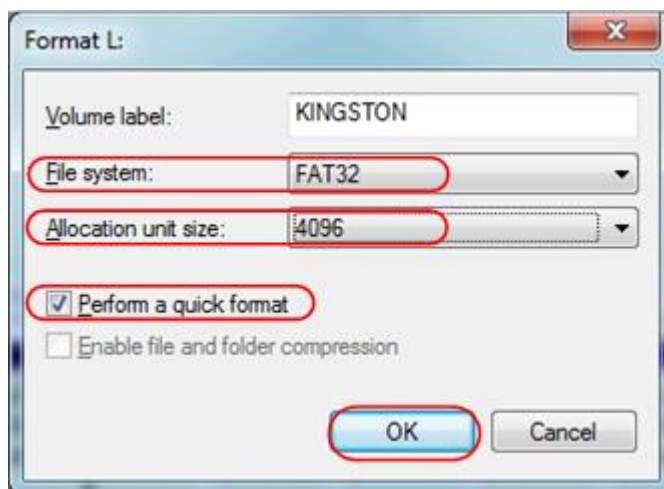 Format L:
Volume label: KINGSTON
File system: FAT32
Allocation unit size: 4096
Perform a quick format
Enable file and folder compression
OK Cancel